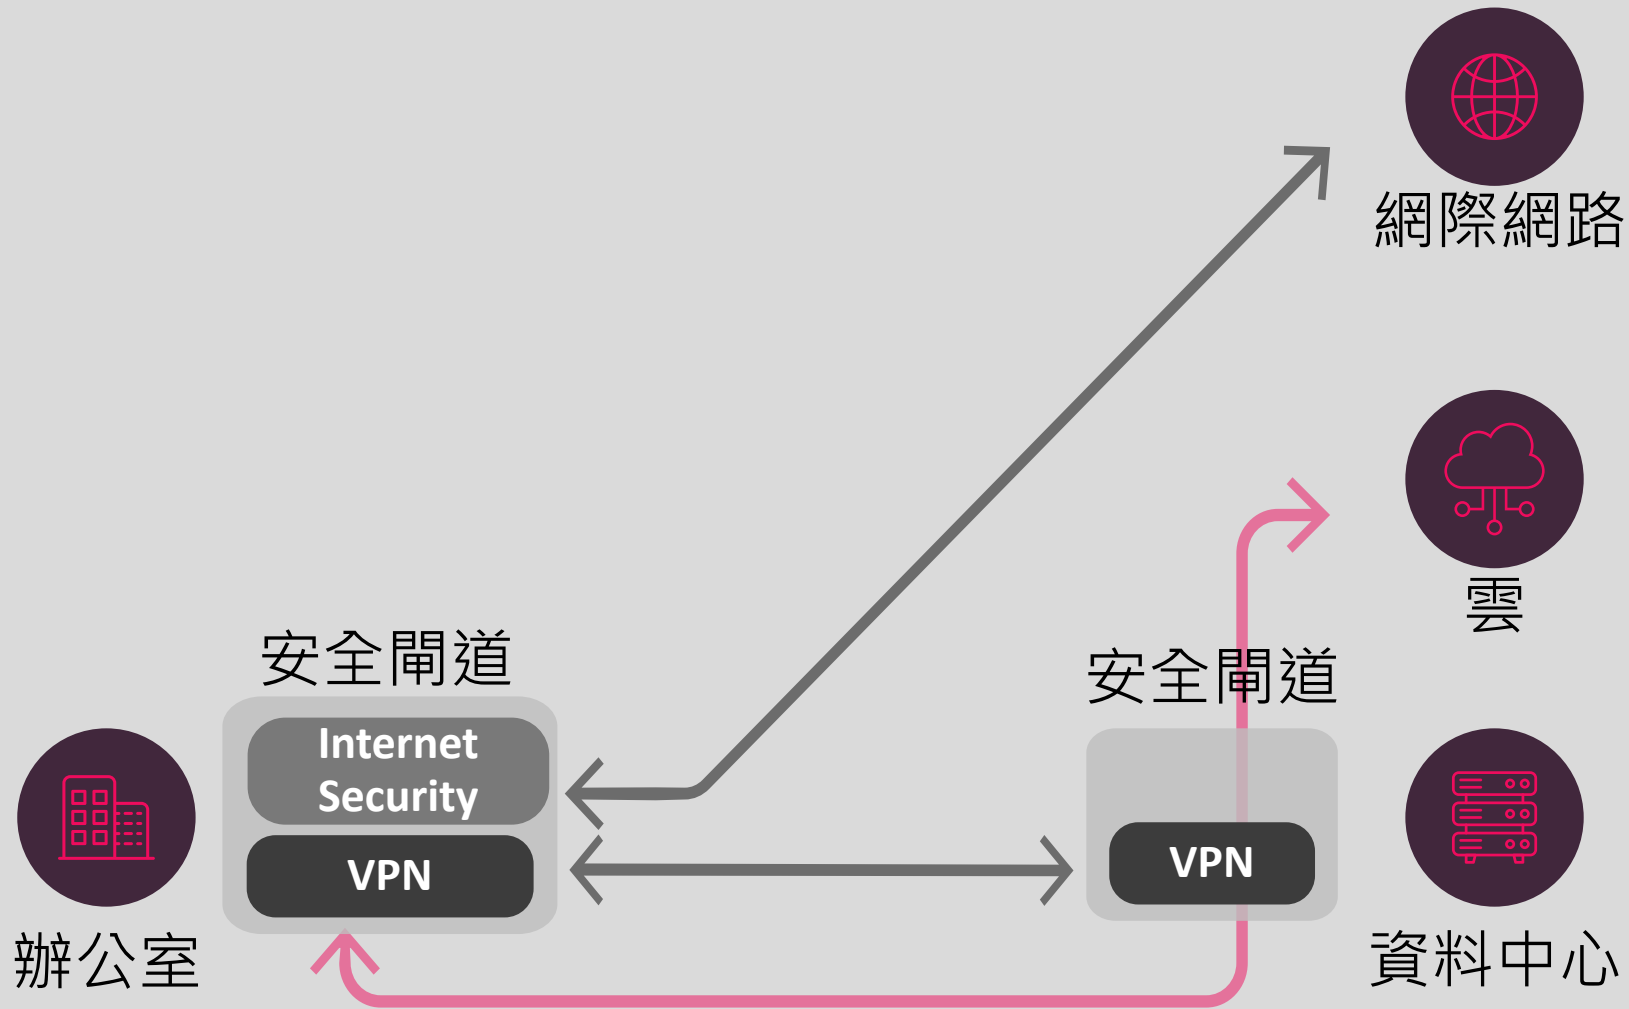 網際網路
雲
安全閘道
安全閘道
Internet
Security
VPN
VPN
辦公室
資料中心